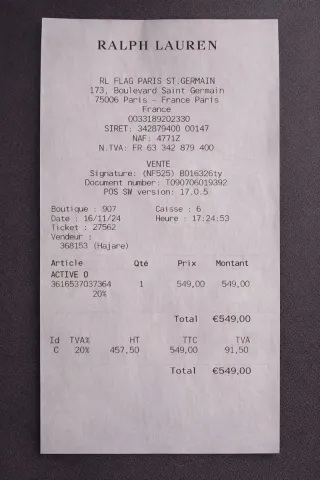 RALPH LAUREN
RL FLAG PARIS ST.GERMAIN
173, Boulevard Saint Germain
75006 Paris - France Paris
France
0033189202330
SIRET: 342879400 00147
NAF: 4771Z
N.TVA: FR 63 342 879 400
VENTE
Signature: (NF525) B016326ty
Document number: T090706019392
POS SW version: 17.0.5
Boutique : 907 Caisse : 6
Date : 16/11/24 Heure : 17:24:53
Ticket : 27562
Vendeur :
368153 (Hajare)
Article Qté Prix Montant
ACTIVE O
3616537037364 1 549,00 549,00
20%
Total €549,00
Id TVA% HT TTC TVA
C 20% 457,50 549,00 91,50
Total €549,00